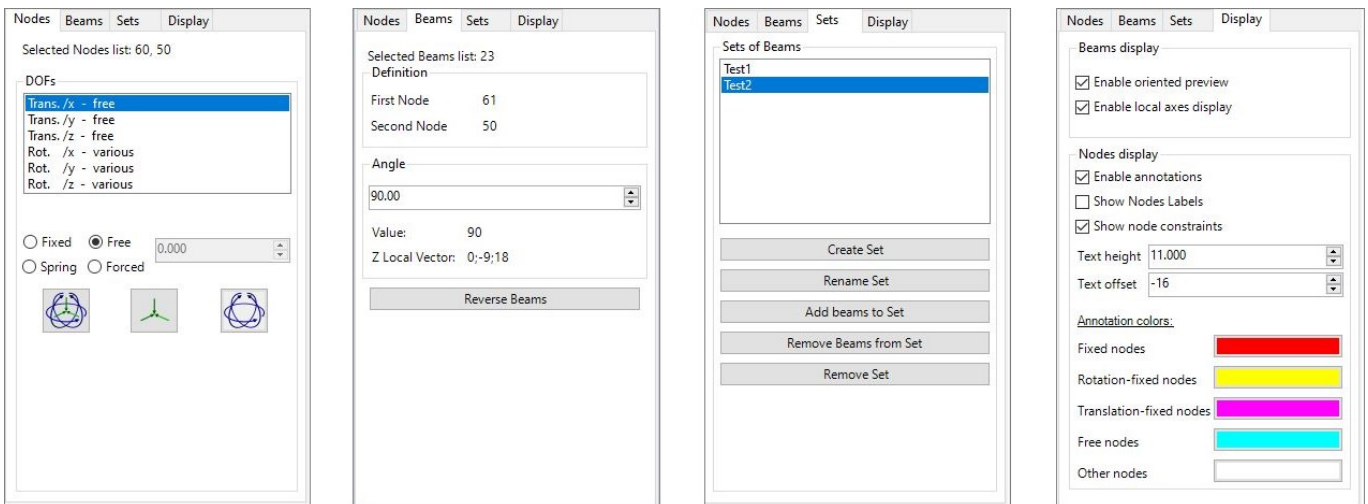 Nodes Beams Sets Display
Selected Nodes list: 60, 50
DOFs
Trans. /x - free
Trans. /y - free
Trans. /z - free
Rot. /x - various
Rot. /y - various
Rot. /z - various
Fixed Free 0.000
Spring Forced
Nodes Beams Sets Display
Selected Beams list: 23
Definition
First Node 61
Second Node 50
Angle
90.00
Value: 90
Z Local Vector: 0;-9;18
Reverse Beams
Nodes Beams Sets Display
Sets of Beams
Test1
Test2
Create Set
Rename Set
Add beams to Set
Remove Beams from Set
Remove Set
Nodes Beams Sets Display
Beams display
Enable oriented preview
Enable local axes display
Nodes display
Enable annotations
Show Nodes Labels
Show node constraints
Text height 11.000
Text offset -16
Annotation colors:
Fixed nodes
Rotation-fixed nodes
Translation-fixed nodes
Free nodes
Other nodes